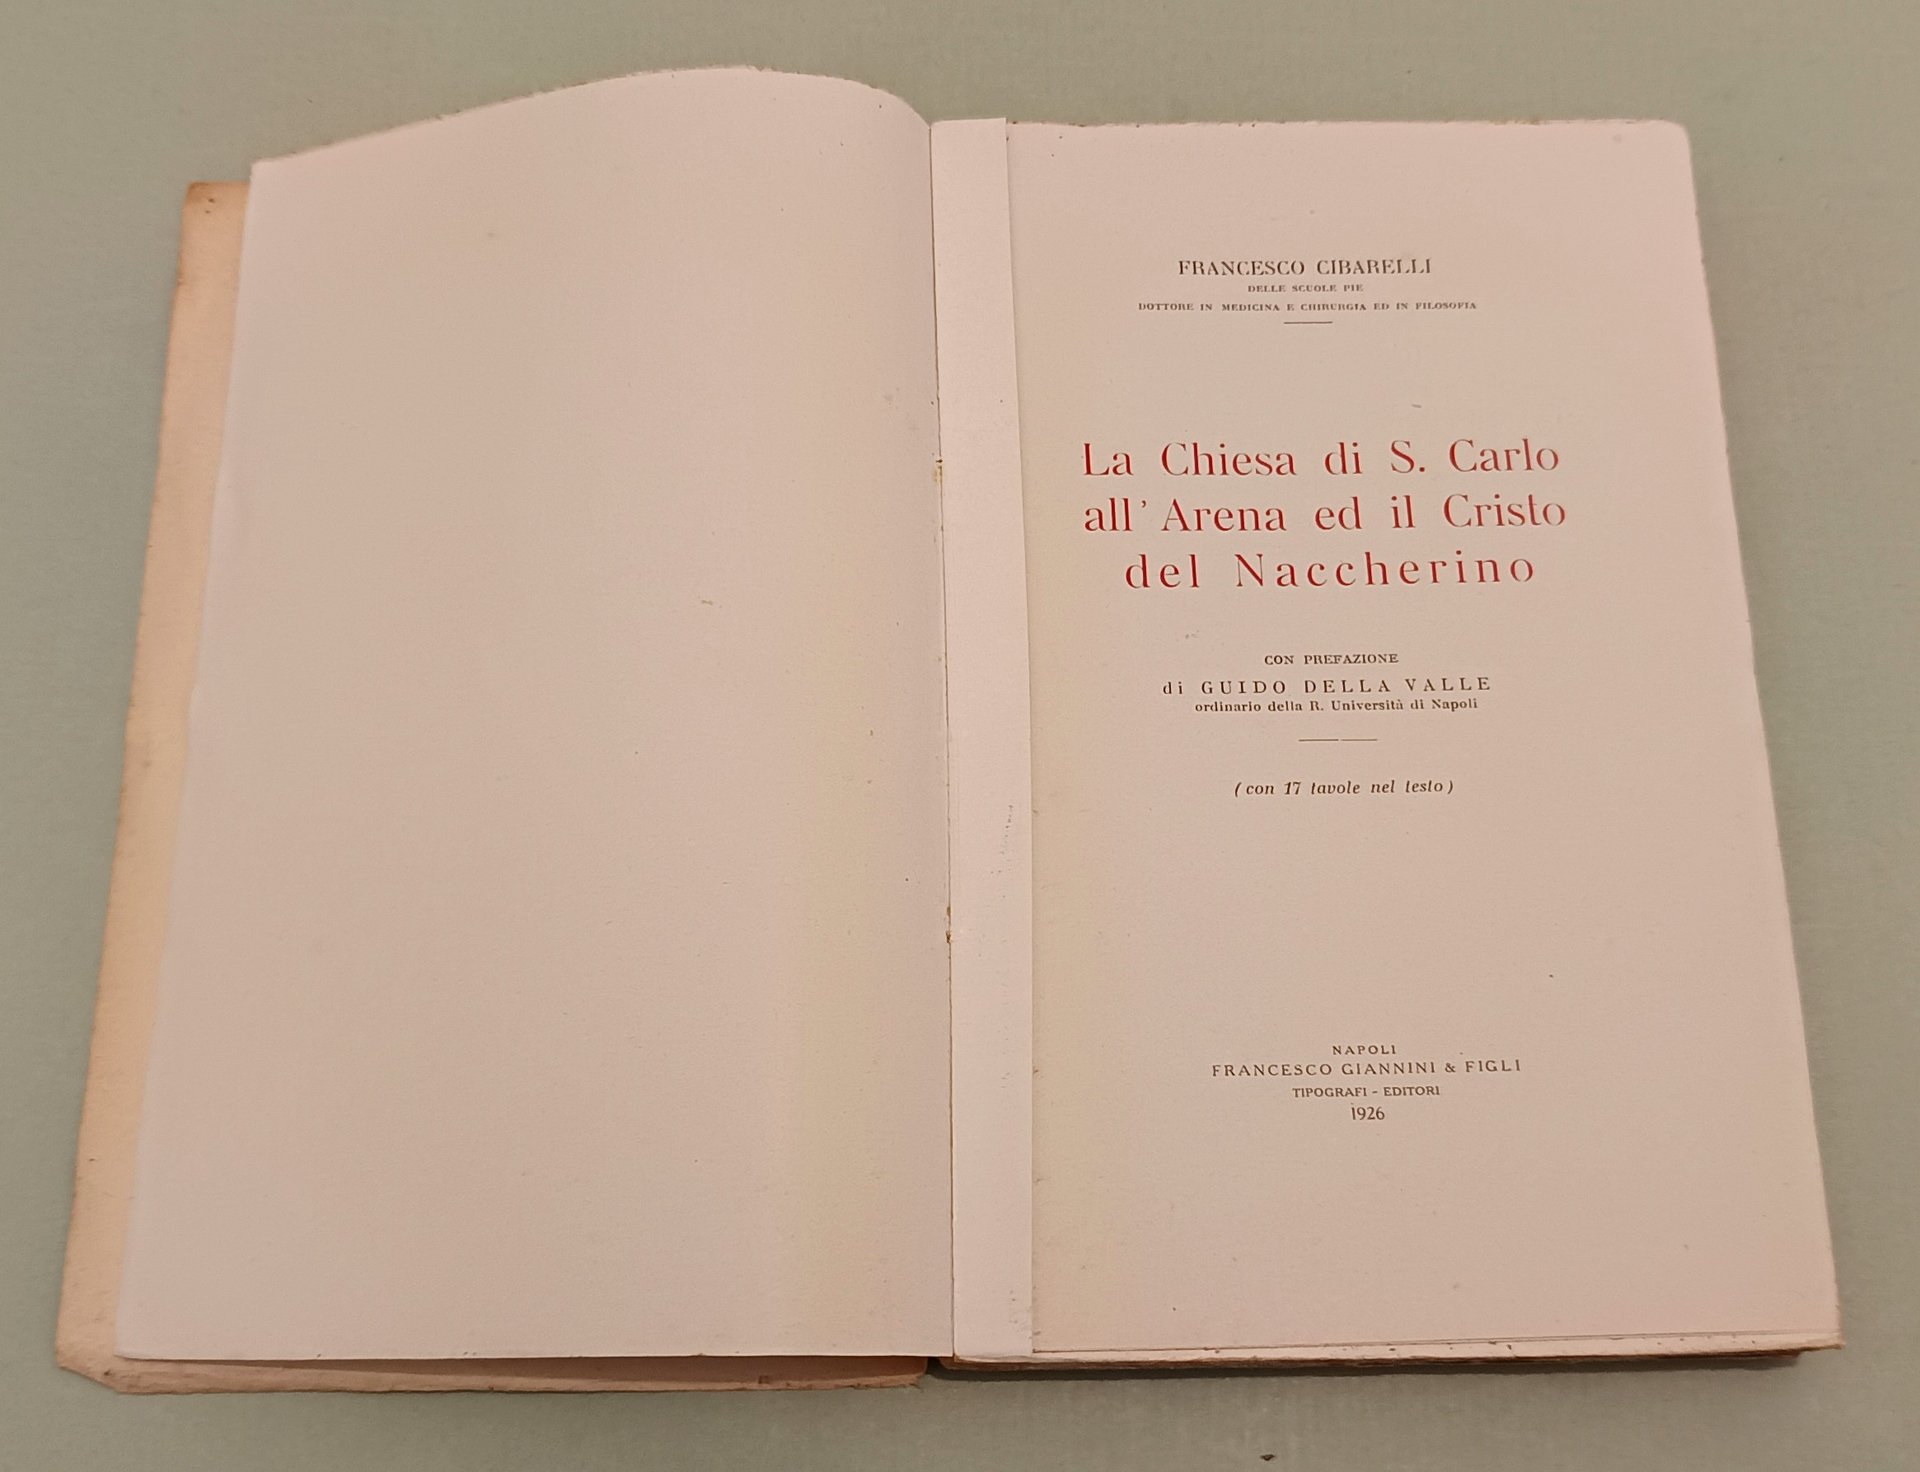 FRANCESCO CIBARELLI
DELLE SCUOLE PIE
DOTTORE IN MEDICINA E CHIRURGIA ED IN FILOSOFIA
La Chiesa di S. Carlo
all' Arena ed il Cristo
del Naccherino
CON PREFAZIONE
di GUIDO DELLA VALLE
ordinario della R. Università di Napoli
(con 17 tavole nel testo)
NAPOLI
FRANCESCO GIANNINI & FIGLI
TIPOGRAFI - EDITORI
1926